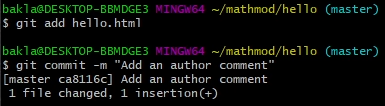 bakla@DESKTOP-BBMDGE3 MINGW64 ~/mathmod/hello (master)
$ git add hello.html
bakla@DESKTOP-BBMDGE3 MINGW64 ~/mathmod/hello (master)
$ git commit -m "Add an author comment"
[master ca8116c] Add an author comment
1 file changed, 1 insertion(+)